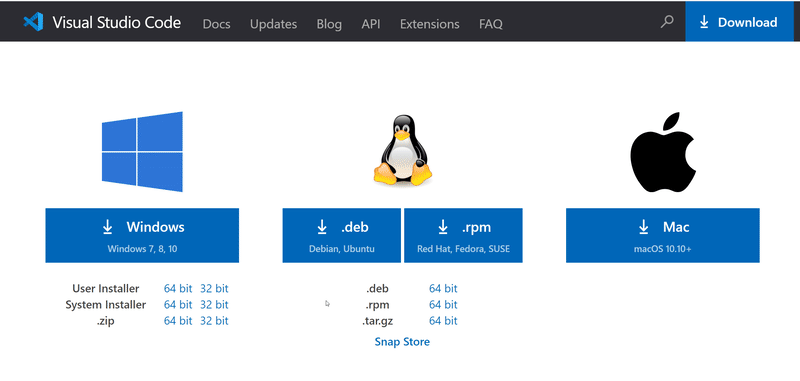 Visual Studio Code Docs Updates Blog API Extensions FAQ Download
Windows
Windows 7, 8, 10
.deb
Debian, Ubuntu
.rpm
Red Hat, Fedora, SUSE
Mac
macOS 10.10+
User Installer 64 bit 32 bit
System Installer 64 bit 32 bit
.zip 64 bit 32 bit
.deb 64 bit
.rpm 64 bit
.tar.gz 64 bit
Snap Store